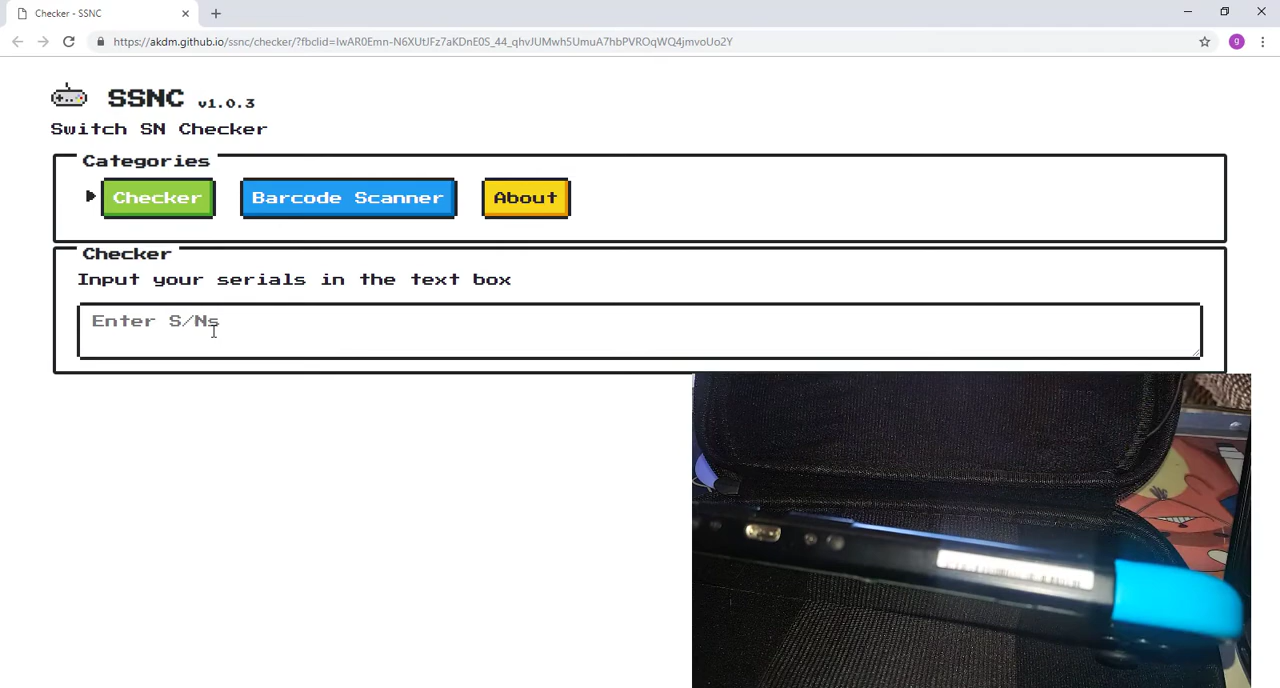 Checker - SSNC
https://akdm.github.io/ssnc/checker/?fbclid=IwAR0Emn-N6XUtJFz7aKDnE0S_44_qhvJUMwh5UmuA7hbPVROqWQ4jmvoUo2Y
g
SSNC v1.0.3
Switch SN Checker
Categories
Checker Barcode Scanner About
Checker
Input your serials in the text box
Enter S/Ns